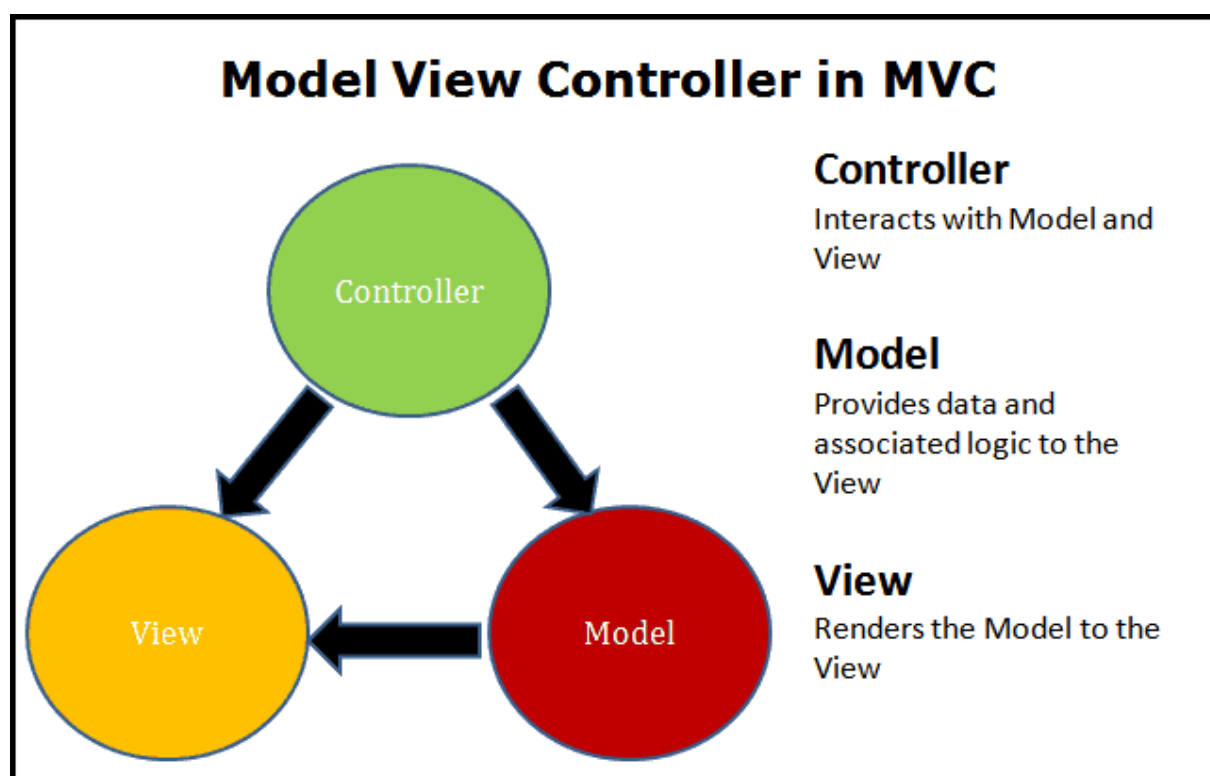 Model View Controller in MVC
Controller
Interacts with Model and
View
Model
Provides data and
associated logic to the
View
View
Renders the Model to the
View
Controller
View
Model